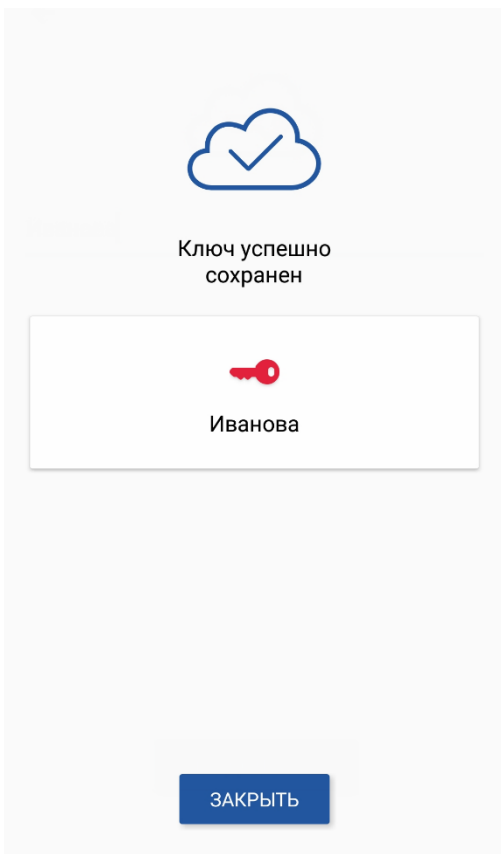 Ключ успешно
сохранен
Иванова
ЗАКРЫТЬ